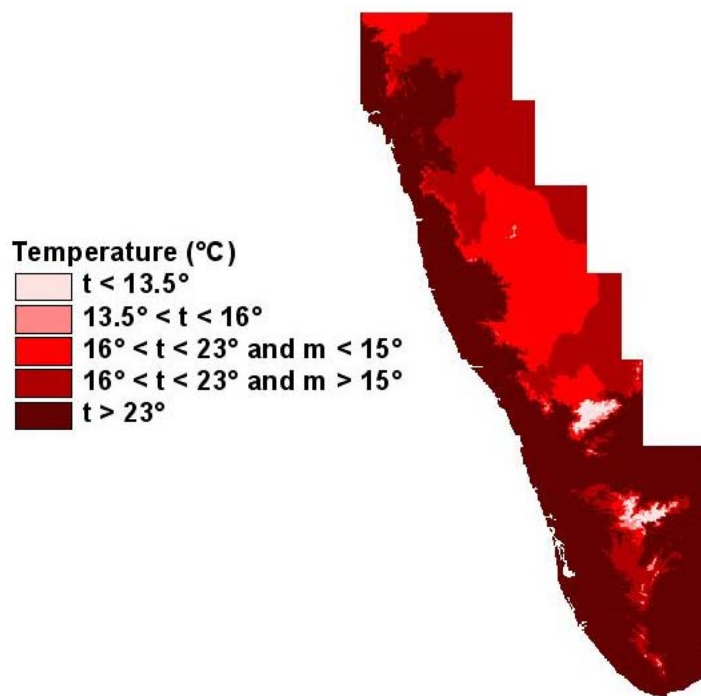 Temperature (°C)
t < 13.5°
13.5° < t < 16°
16° < t < 23° and m < 15°
16° < t < 23° and m > 15°
t > 23°